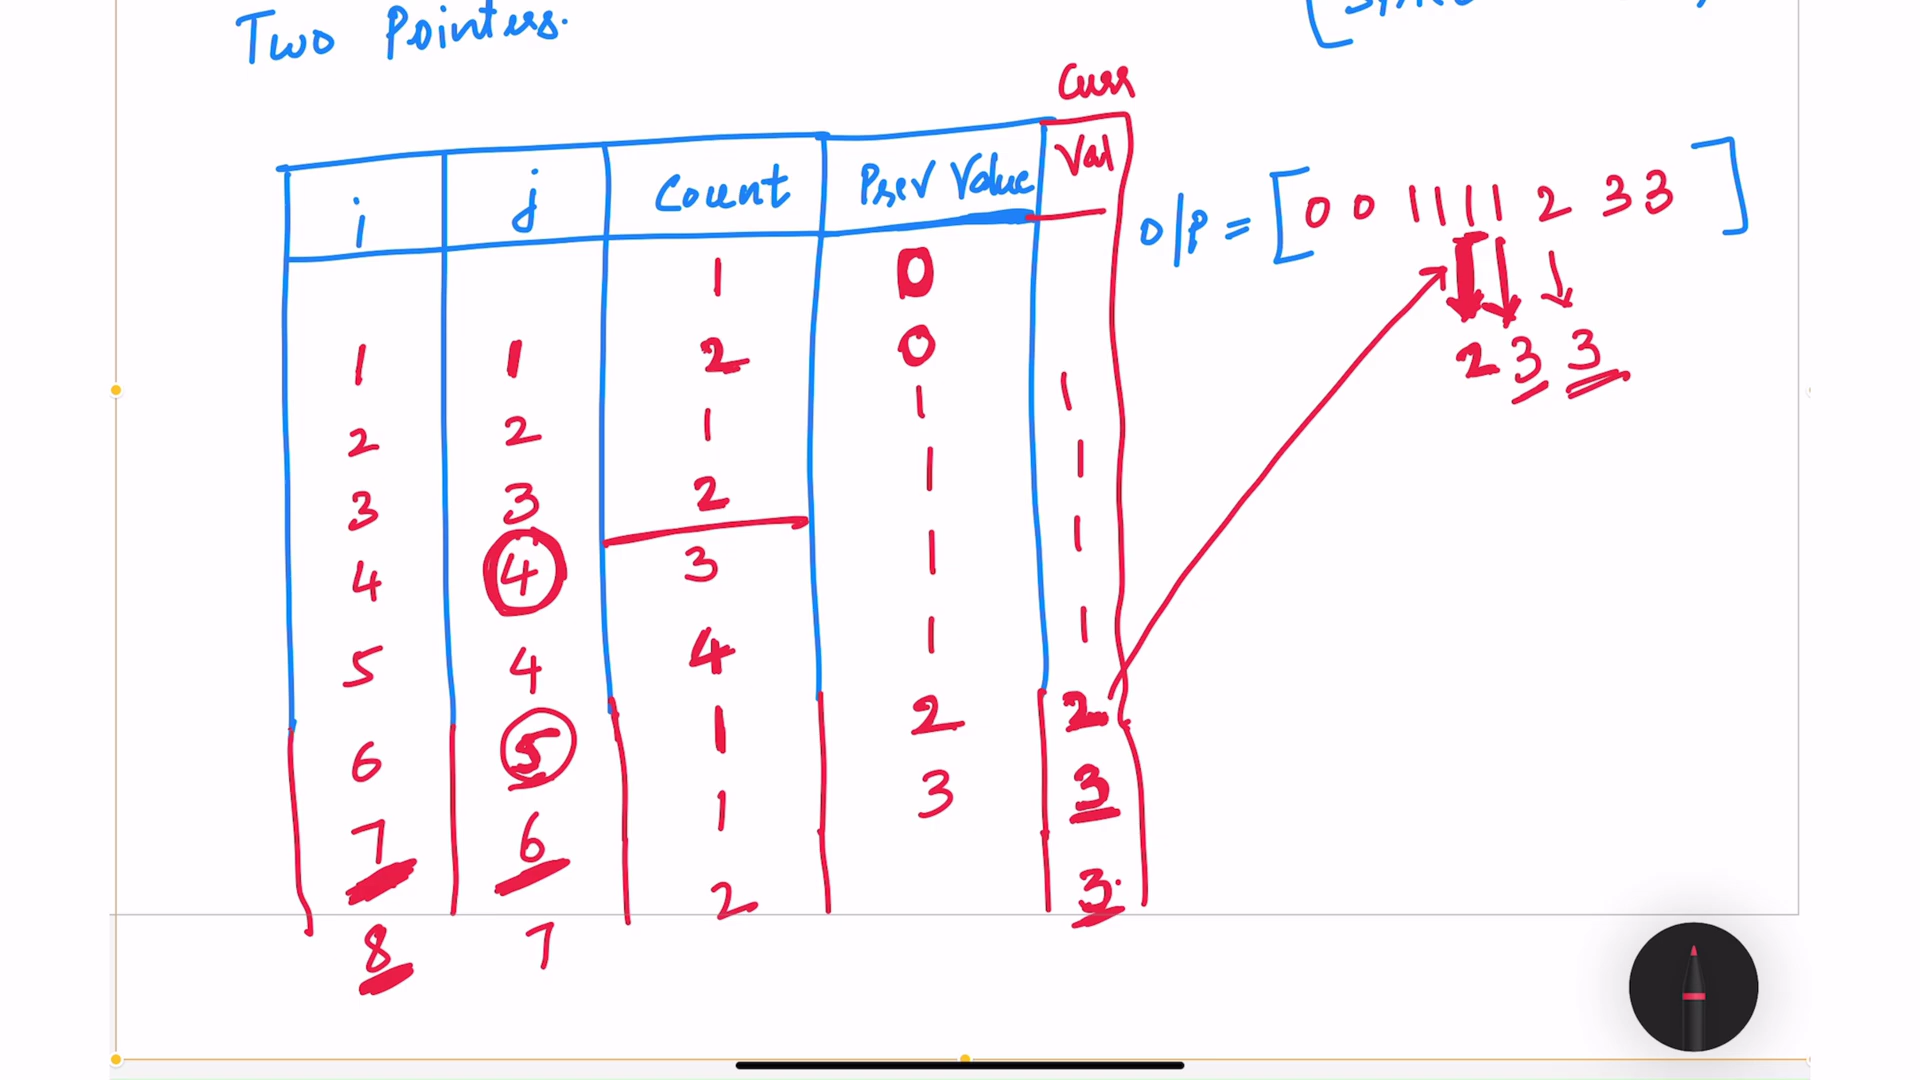 Two Pointers.
Curr
i j Count Prev Value Val
O/P = [ 0 0 1 1 1 1 2 3 3 ]
1 0
2 3 3
1 1 2 0
2 2 1 1 1
3 3 2 1 1
4 4 3 1 1
5 4 4 1 1
6 5 1 2 2
7 6 1 3 3
2 3
8 7